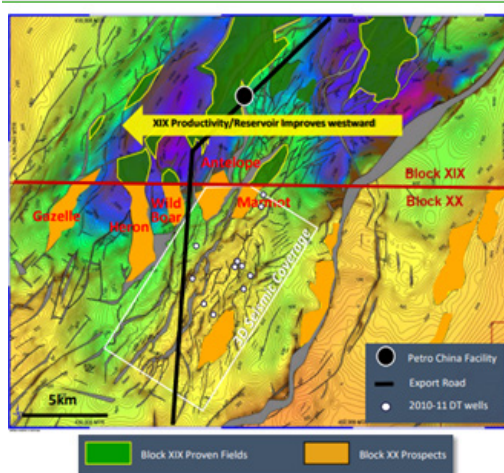 XIX Productivity/Reservoir Improves westward
Antelope
Block XIX
Gazelle
Heron
Wild
Boar
Marmot
Block XX
3D Seismic Coverage
5km
Petro China Facility
Export Road
2010-11 DT wells
Block XIX Proven Fields
Block XX Prospects